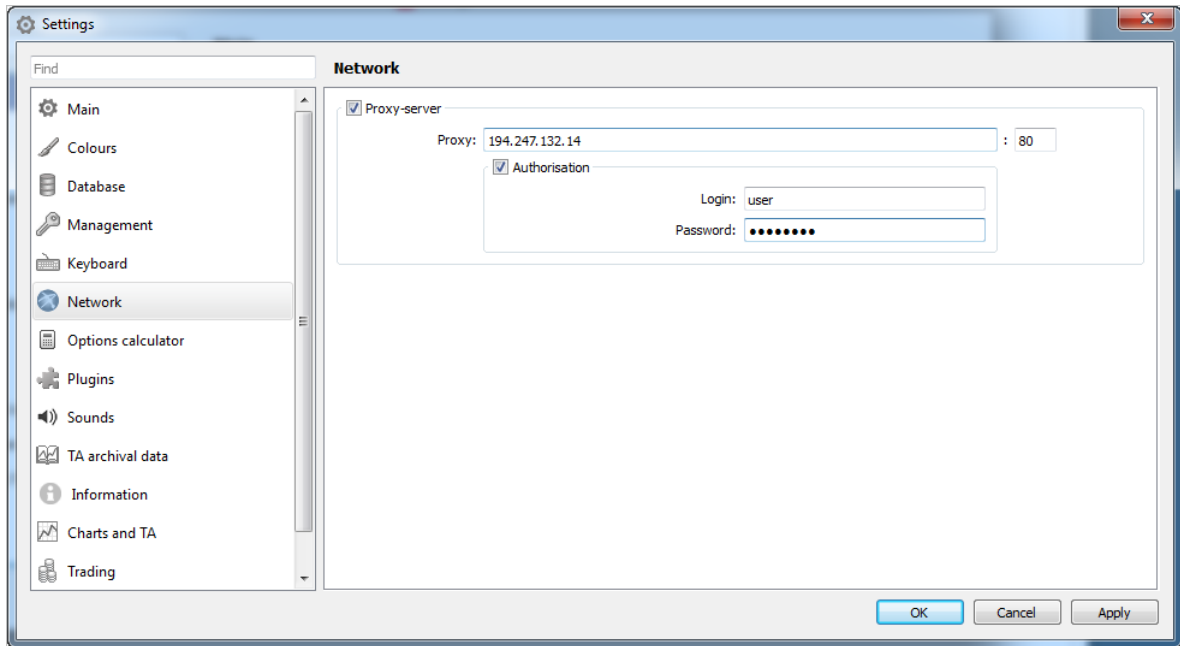 Settings
Find
Main
Colours
Database
Management
Keyboard
Network
Options calculator
Plugins
Sounds
TA archival data
Information
Charts and TA
Trading
Network
Proxy-server
Proxy: 194.247.132.14 : 80
Authorisation
Login: user
Password: ●●●●●●●●
OK Cancel Apply